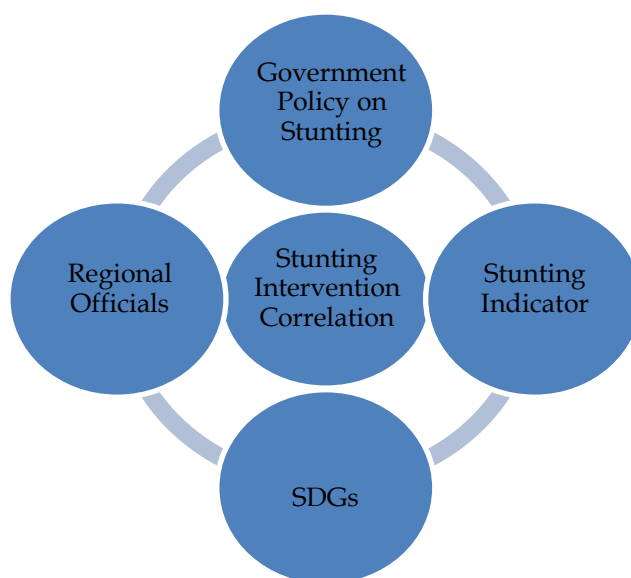 Government
Policy on
Stunting
Regional
Officials
Stunting
Intervention
Correlation
Stunting
Indicator
SDGs